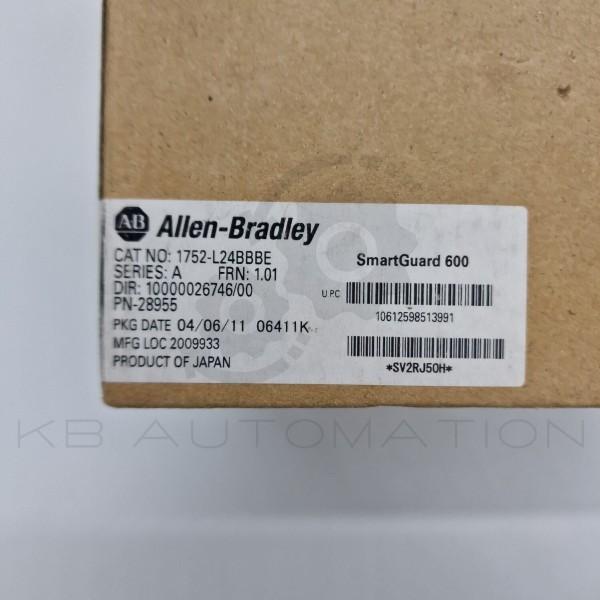 AB Allen-Bradley
CAT NO: 1752-L24BBBE
SERIES: A FRN: 1.01
DIR: 10000026746/00
PN-28955
PKG DATE 04/06/11 06411K
MFG LOC 2009933
PRODUCT OF JAPAN
SmartGuard 600
UPC
10612598513991
*SV2RJ50H*
KB AUTOMATION